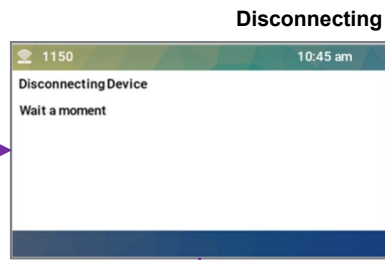 Disconnecting
1150 10:45 am
Disconnecting Device
Wait a moment